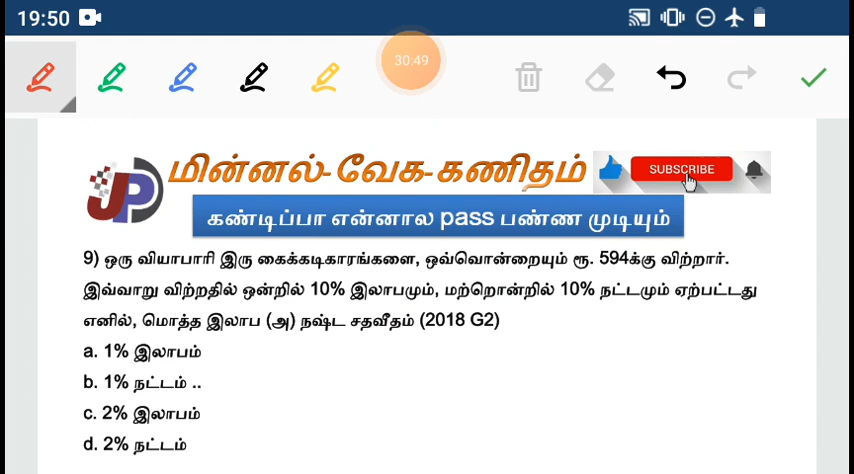 19:50
30:49
JP
மின்னல்-வேக-கணிதம்
SUBSCRIBE
கண்டிப்பா என்னால pass பண்ண முடியும்
9) ஒரு வியாபாரி இரு கைக்கடிகாரங்களை, ஒவ்வொன்றையும் ரூ. 594க்கு விற்றார்.
இவ்வாறு விற்றதில் ஒன்றில் 10% இலாபமும், மற்றொன்றில் 10% நட்டமும் ஏற்பட்டது
எனில், மொத்த இலாப (அ) நஷ்ட சதவீதம் (2018 G2)
a. 1% இலாபம்
b. 1% நட்டம் ..
c. 2% இலாபம்
d. 2% நட்டம்